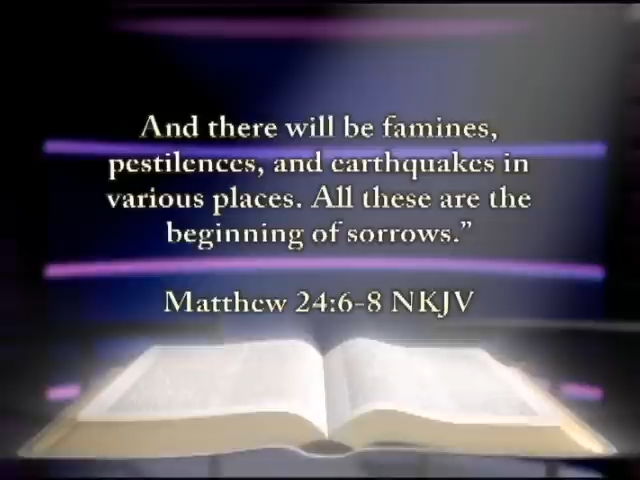 And there will be famines,
pestilences, and earthquakes in
various places. All these are the
beginning of sorrows.”
Matthew 24:6-8 NKJV